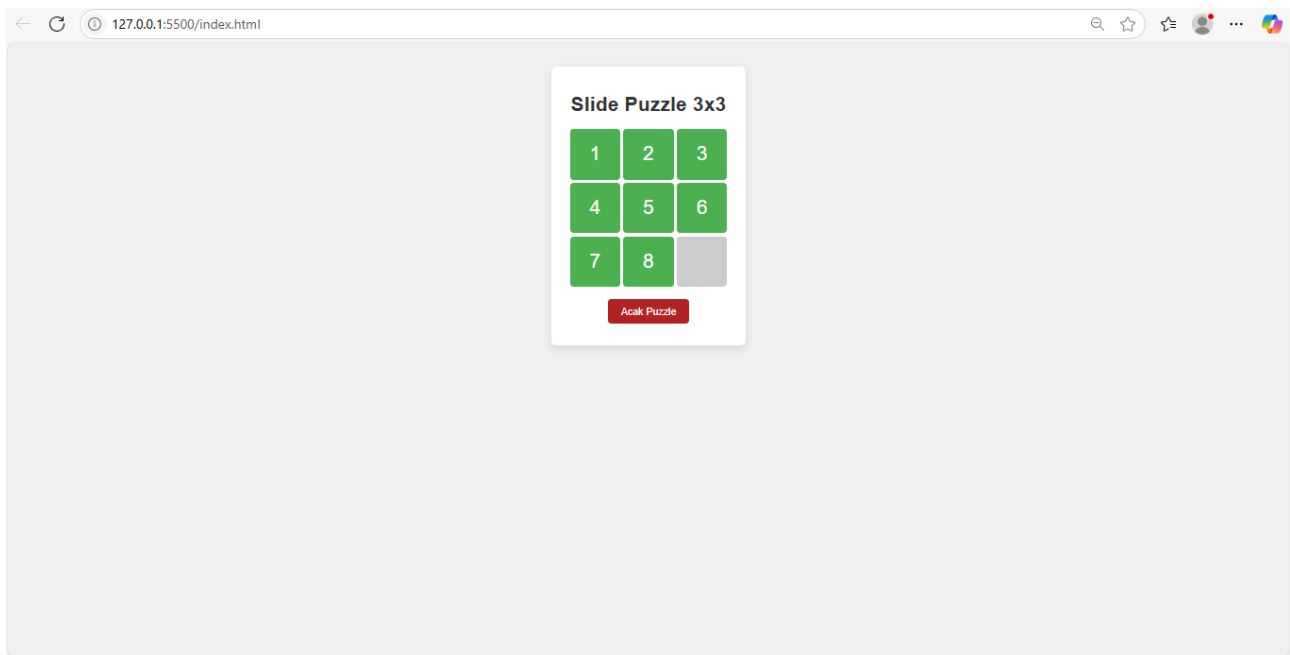 127.0.0.1:5500/index.html
Slide Puzzle 3x3
1 2 3
4 5 6
7 8
Acak Puzzle